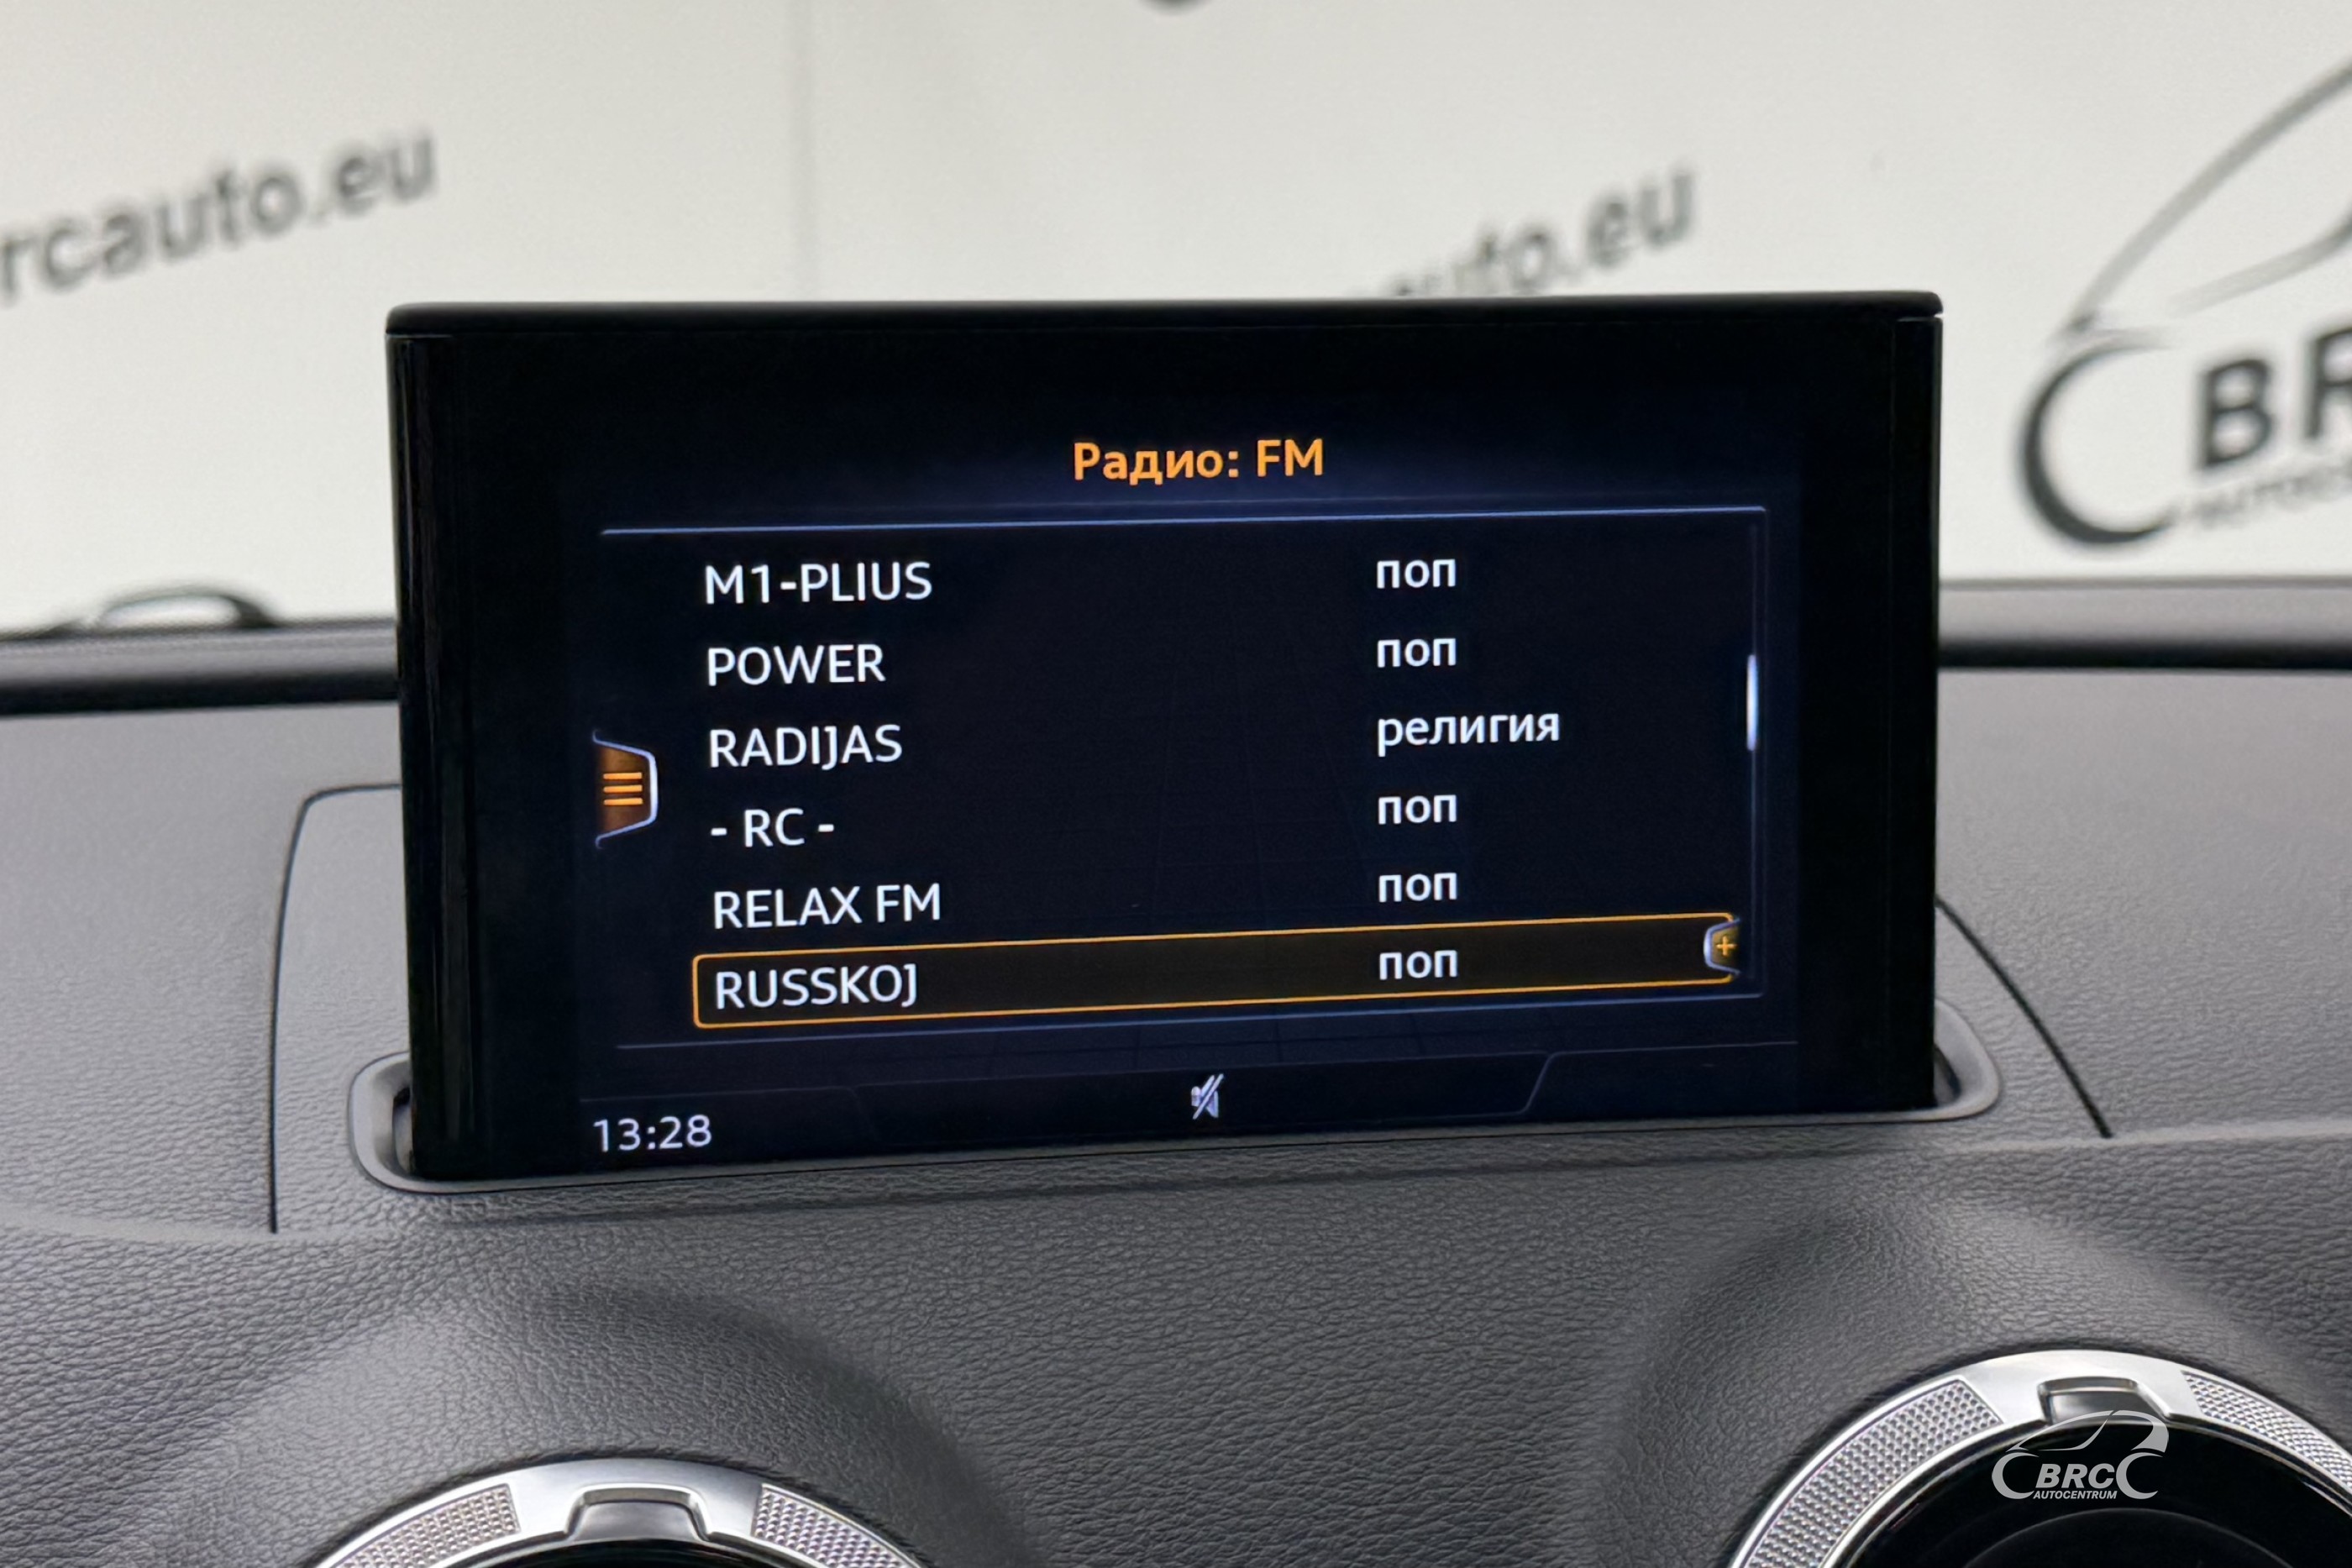 rcauto.eu
uto.eu
BR
Радио: FM
M1-PLIUS поп
POWER поп
RADIJAS религия
- RC - поп
RELAX FM поп
RUSSKOJ поп
13:28
BRC
AUTOCENTRUM